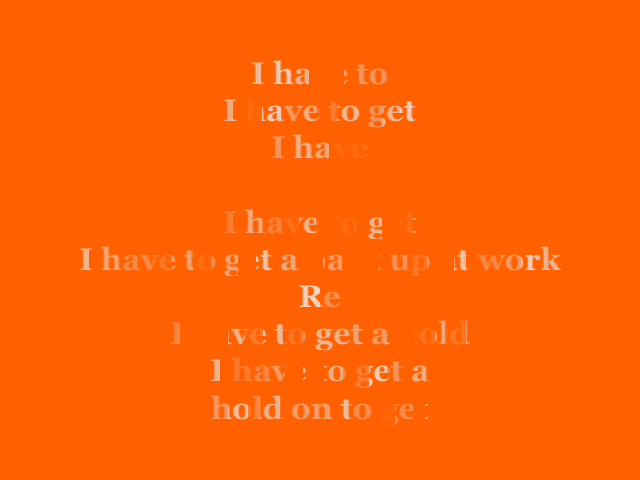 I have to
I have to get
I have
I have to get
I have to get a up at work
Re
I have to get a hold
I have to get a
hold on to get